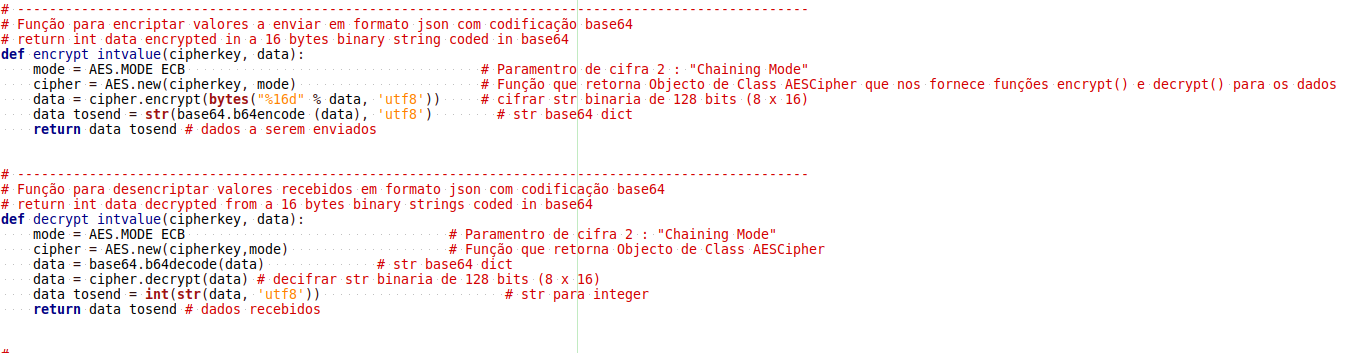 # ---------------------------------------------------------------------------------------------------
# Função para encriptar valores a enviar em formato json com codificação base64
# return int data encrypted in a 16 bytes binary string coded in base64
def encrypt intvalue(cipherkey, data):
    mode = AES.MODE ECB # Paramentro de cifra 2 : "Chaining Mode"
    cipher = AES.new(cipherkey, mode) # Função que retorna Objecto de Class AESCipher que nos fornece funções encrypt() e decrypt() para os dados
    data = cipher.encrypt(bytes("%16d" % data, 'utf8')) # cifrar str binaria de 128 bits (8 x 16)
    data tosend = str(base64.b64encode (data), 'utf8') # str base64 dict
    return data tosend # dados a serem enviados
# ---------------------------------------------------------------------------------------------------
# Função para desencriptar valores recebidos em formato json com codificação base64
# return int data decrypted from a 16 bytes binary strings coded in base64
def decrypt intvalue(cipherkey, data):
    mode = AES.MODE ECB # Paramentro de cifra 2 : "Chaining Mode"
    cipher = AES.new(cipherkey,mode) # Função que retorna Objecto de Class AESCipher
    data = base64.b64decode(data) # str base64 dict
    data = cipher.decrypt(data) # decifrar str binaria de 128 bits (8 x 16)
    data tosend = int(str(data, 'utf8')) # str para integer
    return data tosend # dados recebidos
#